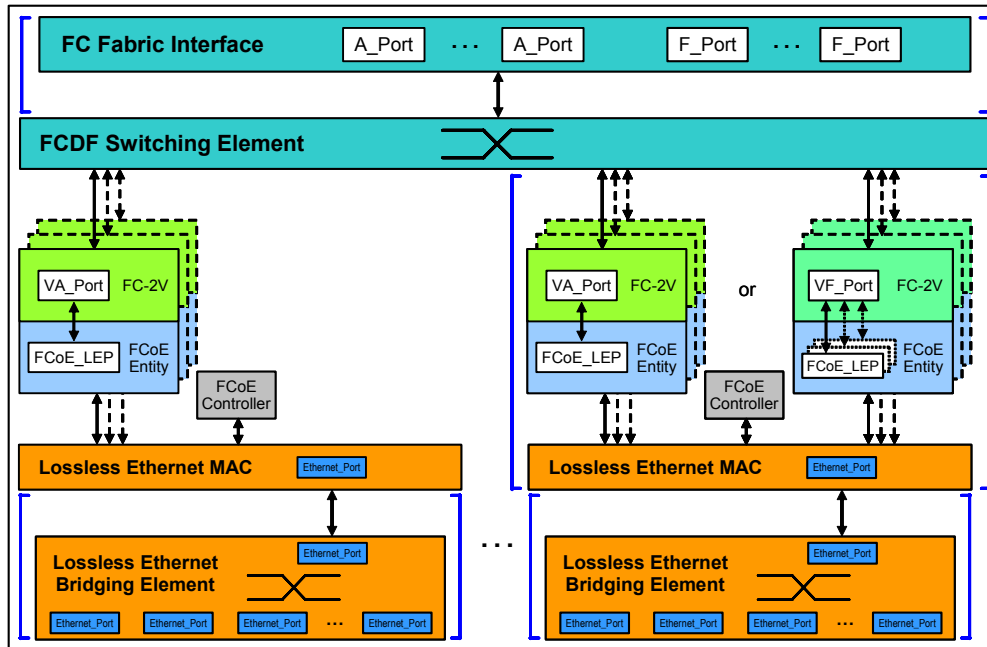 FC Fabric Interface
A_Port ... A_Port F_Port ... F_Port
FCDF Switching Element
VA_Port FC-2V
FCoE_LEP FCoE
Entity
FCoE
Controller
VA_Port FC-2V
FCoE_LEP FCoE
Entity
or
VF_Port FC-2V
FCoE_LEP FCoE
Entity
FCoE
Controller
Lossless Ethernet MAC Ethernet_Port
Lossless Ethernet MAC Ethernet_Port
Ethernet_Port
Lossless Ethernet
Bridging Element
Ethernet_Port Ethernet_Port Ethernet_Port ... Ethernet_Port
...
Ethernet_Port
Lossless Ethernet
Bridging Element
Ethernet_Port Ethernet_Port Ethernet_Port ... Ethernet_Port